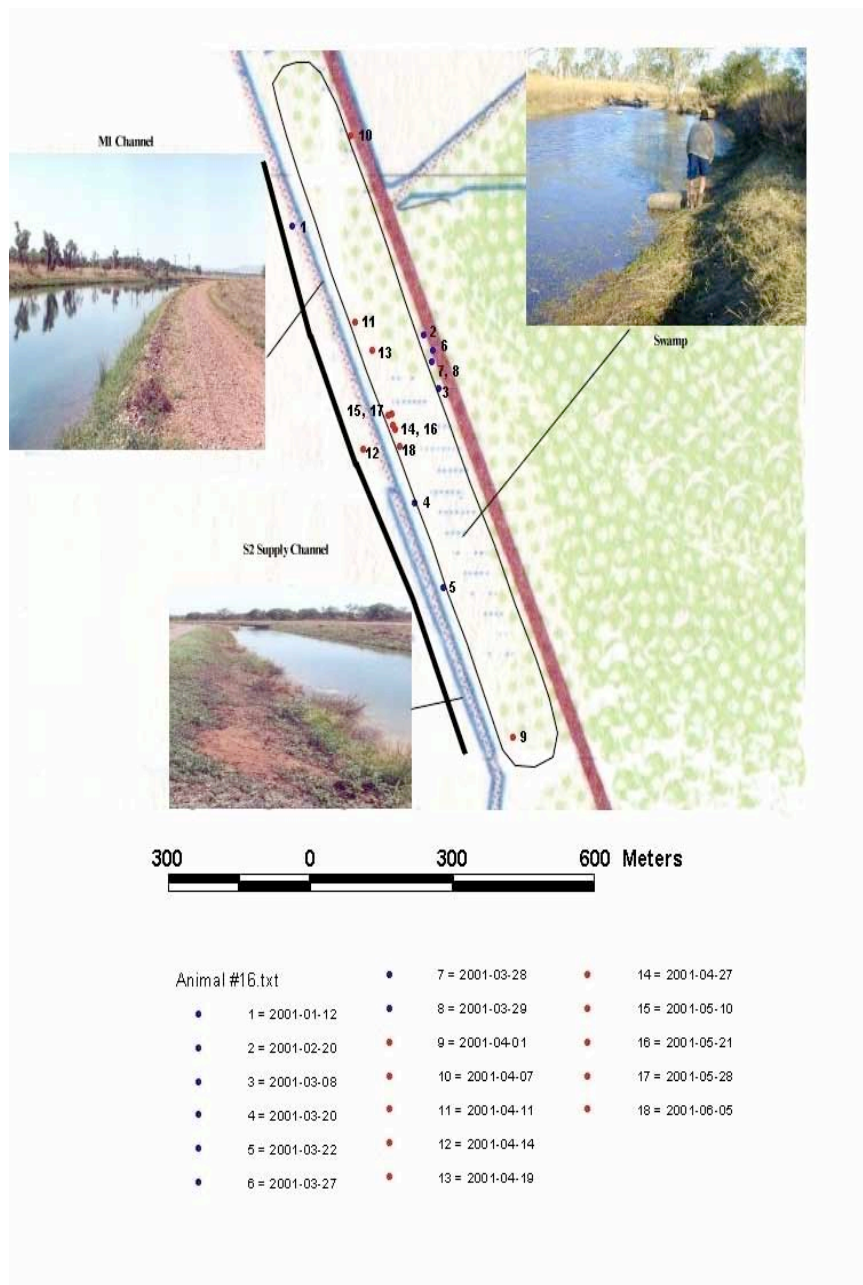 M1 Channel
10
1
11
2
13
6
Swamp
7, 8
3
15, 17
14, 16
12
18
4
S2 Supply Channel
5
9
300 0 300 600 Meters
Animal #16.txt
1 = 2001-01-12
2 = 2001-02-20
3 = 2001-03-08
4 = 2001-03-20
5 = 2001-03-22
6 = 2001-03-27
7 = 2001-03-28
8 = 2001-03-29
9 = 2001-04-01
10 = 2001-04-07
11 = 2001-04-11
12 = 2001-04-14
13 = 2001-04-19
14 = 2001-04-27
15 = 2001-05-10
16 = 2001-05-21
17 = 2001-05-28
18 = 2001-06-05